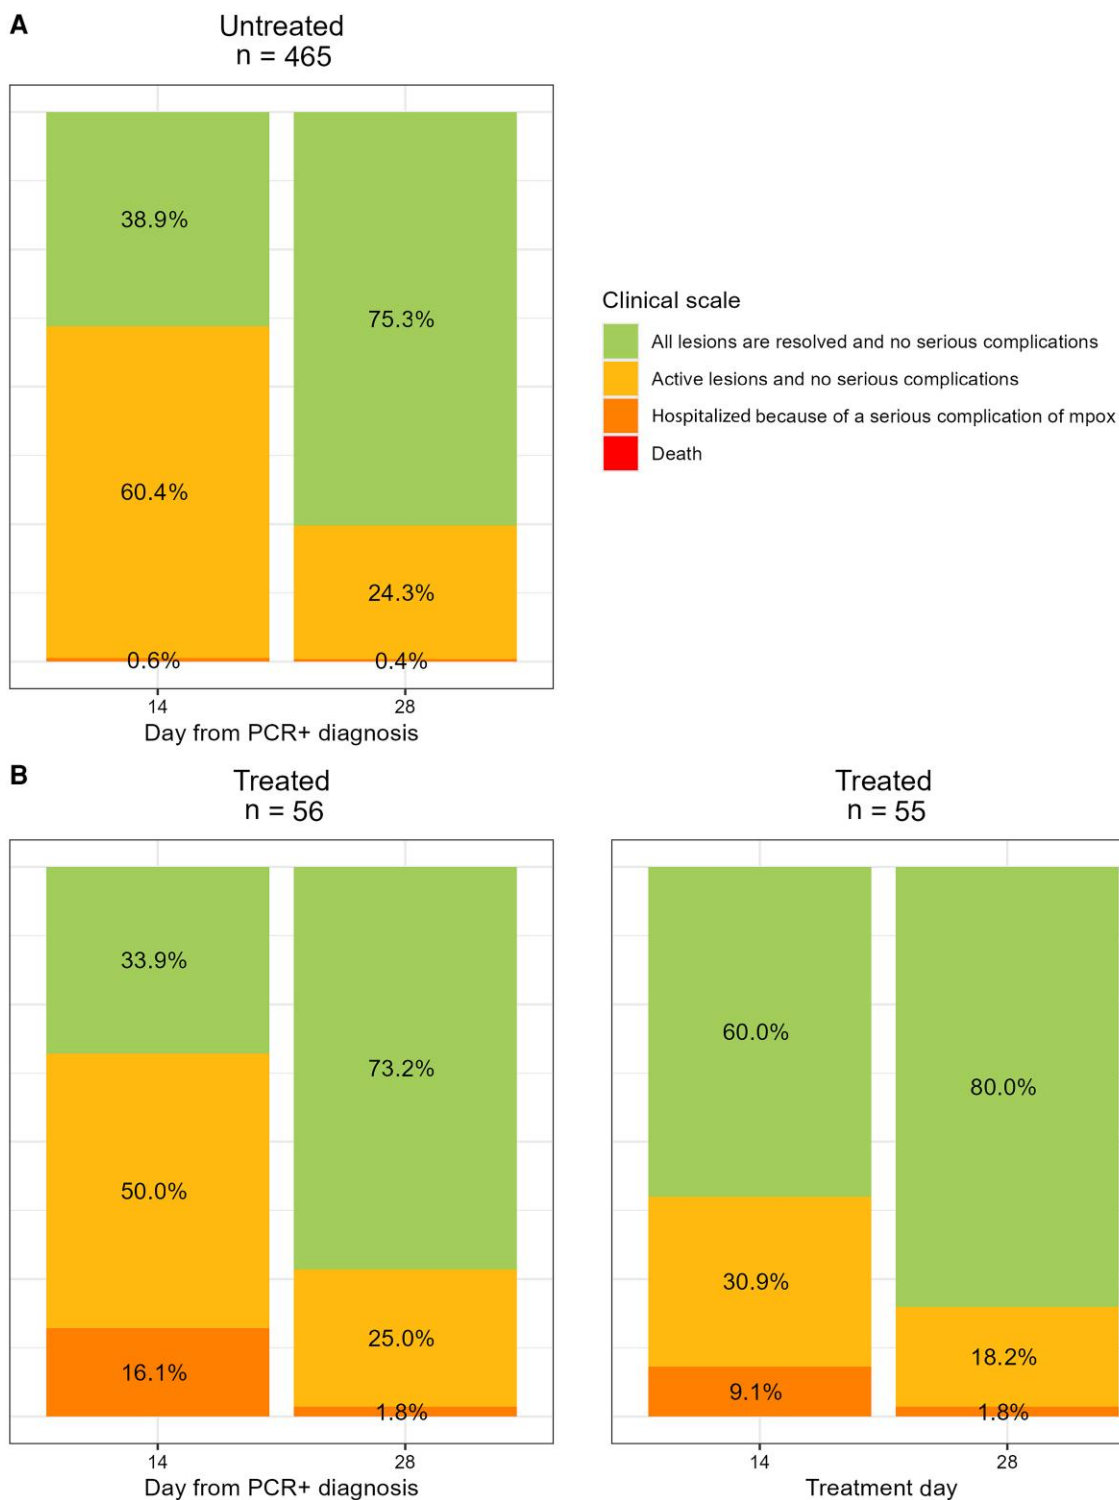 A
Untreated
n = 465
38.9%
75.3%
60.4%
24.3%
0.6%
0.4%
14
28
Day from PCR+ diagnosis
Clinical scale
All lesions are resolved and no serious complications
Active lesions and no serious complications
Hospitalized because of a serious complication of mpox
Death
B
Treated
n = 56
33.9%
73.2%
50.0%
25.0%
16.1%
1.8%
14
28
Day from PCR+ diagnosis
Treated
n = 55
60.0%
80.0%
30.9%
18.2%
9.1%
1.8%
14
28
Treatment day